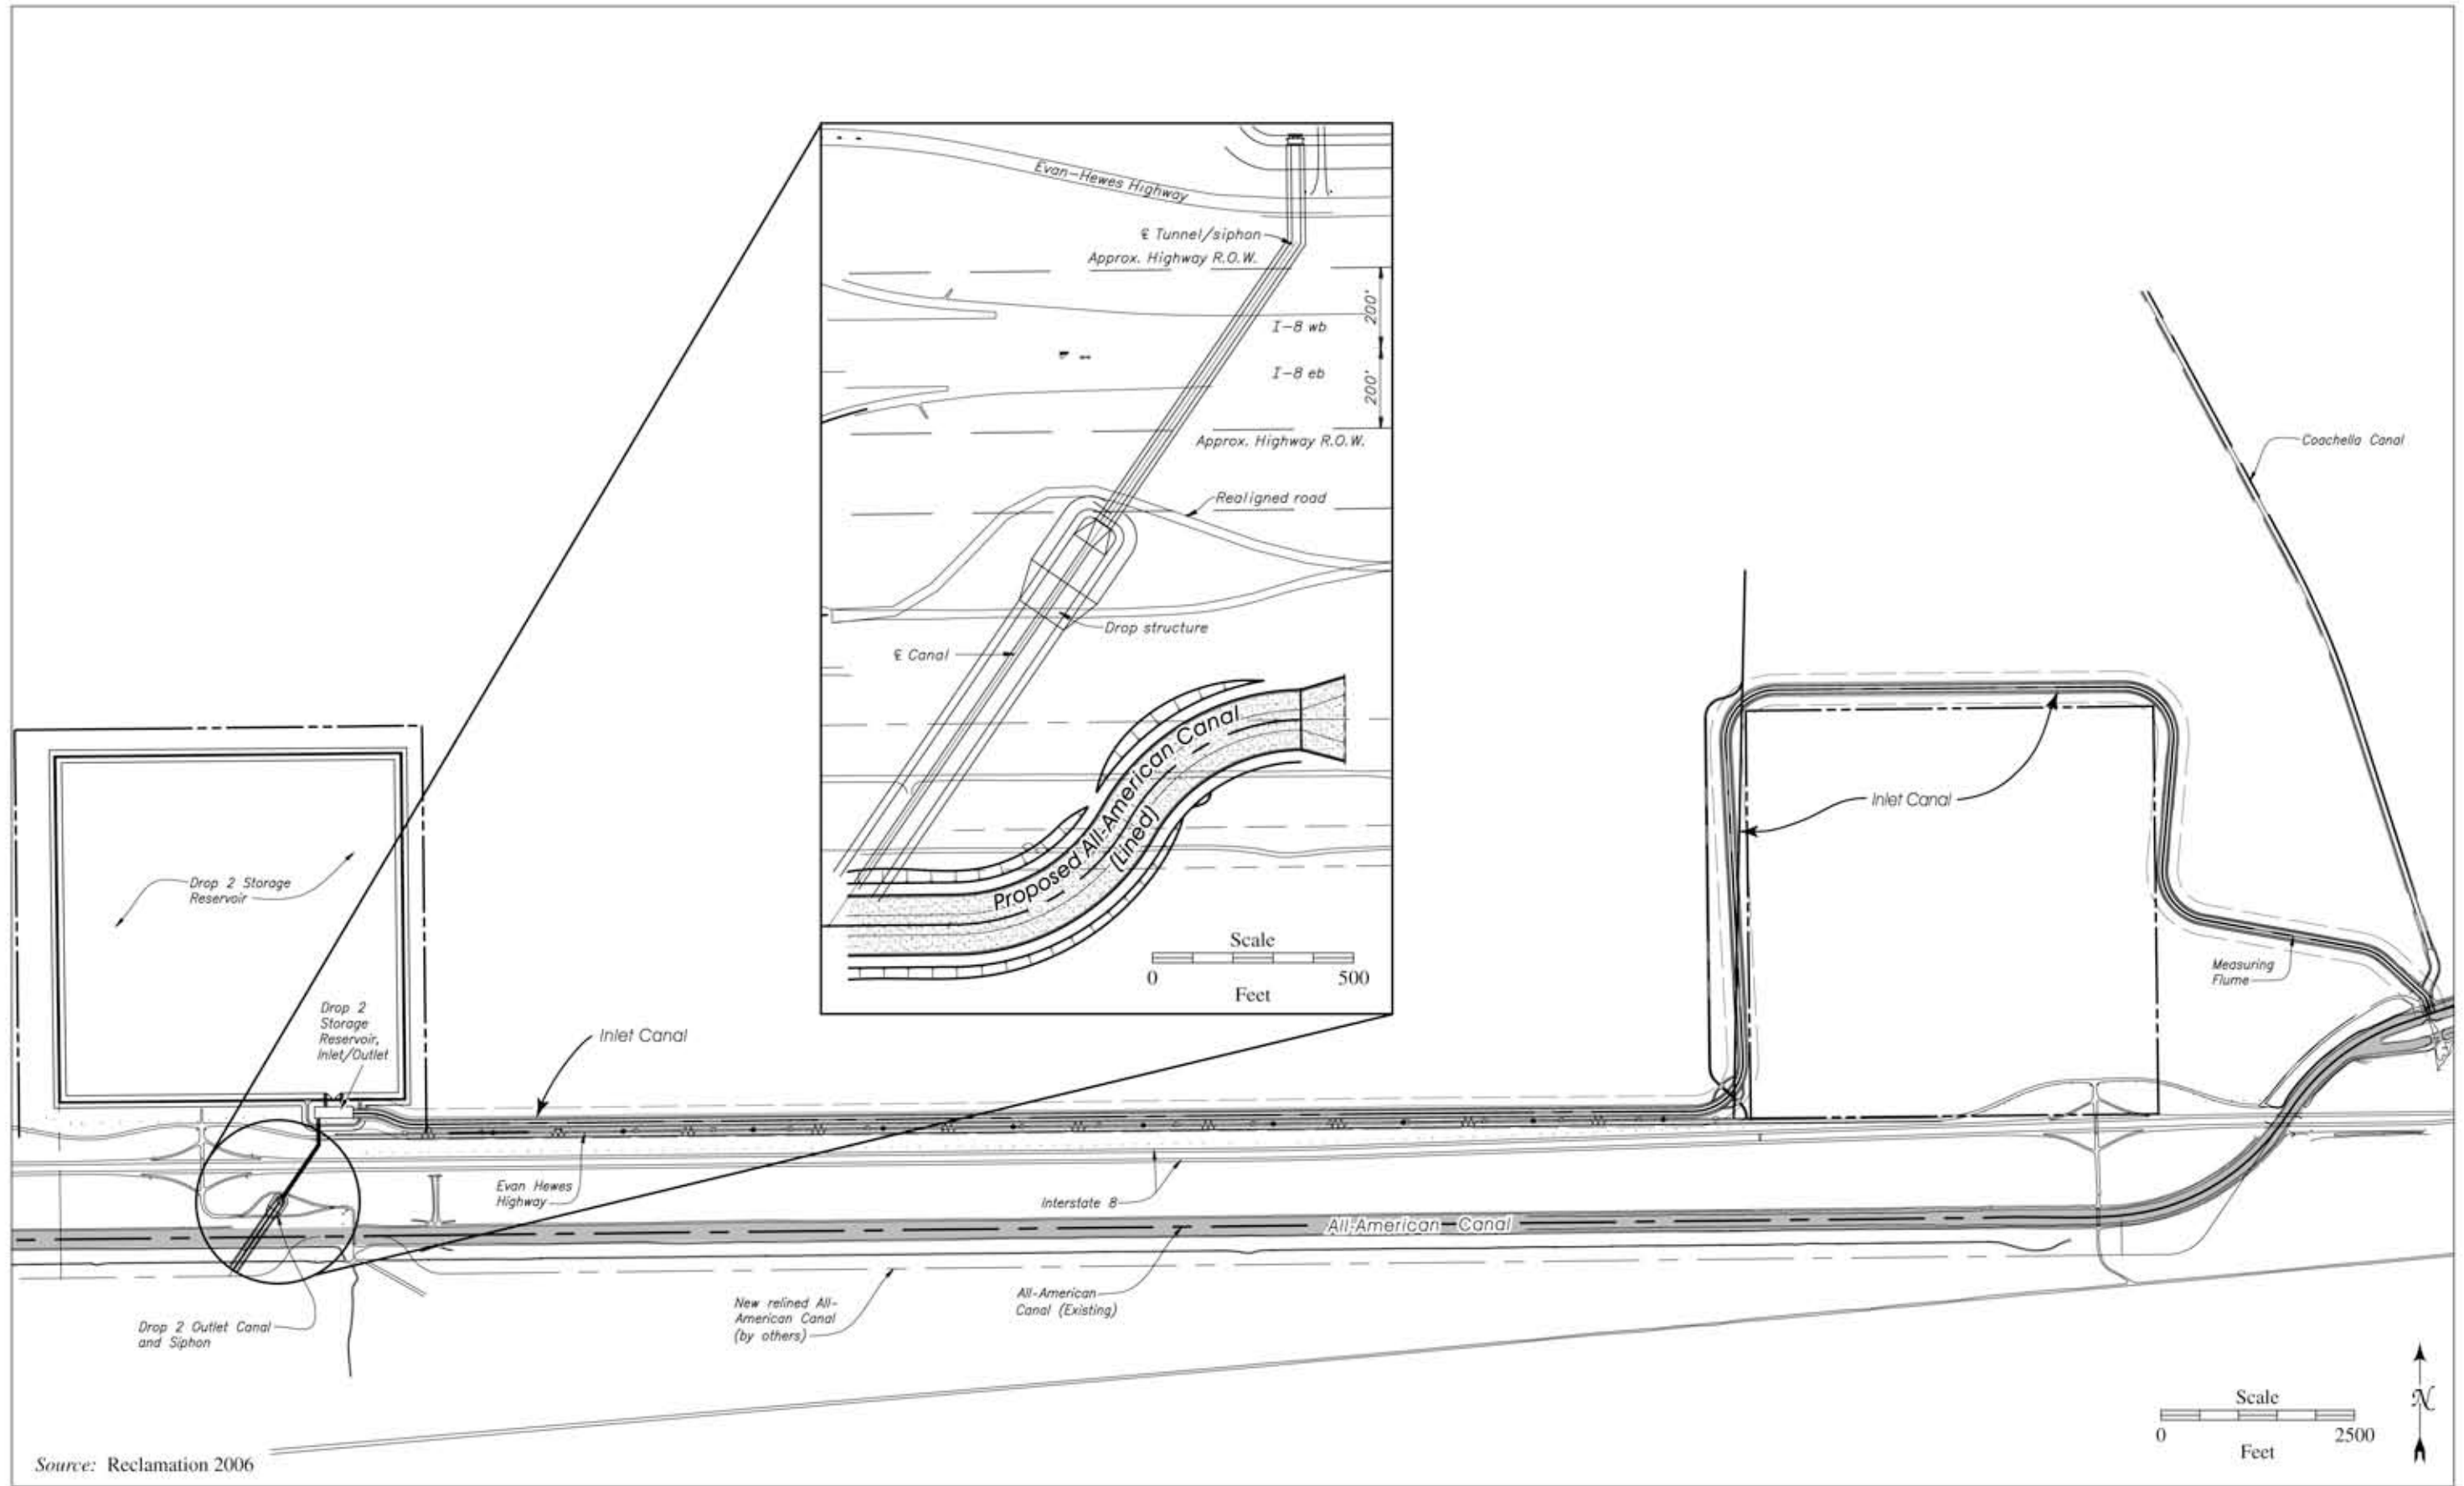 Evan-Hewes Highway
℄ Tunnel/siphon
Approx. Highway R.O.W.
200'
I-8 wb
I-8 eb
200'
Approx. Highway R.O.W.
Realigned road
Drop structure
℄ Canal
Proposed All-American Canal
(Lined)
Scale
0 500
Feet
Coachella Canal
Inlet Canal
Measuring
Flume
Drop 2 Storage
Reservoir
Drop 2
Storage
Reservoir,
Inlet/Outlet
Inlet Canal
Evan Hewes
Highway
Interstate 8
All-American Canal
Drop 2 Outlet Canal
and Siphon
New relined All-
American Canal
(by others)
All-American
Canal (Existing)
Scale
0 2500
Feet
N
Source: Reclamation 2006